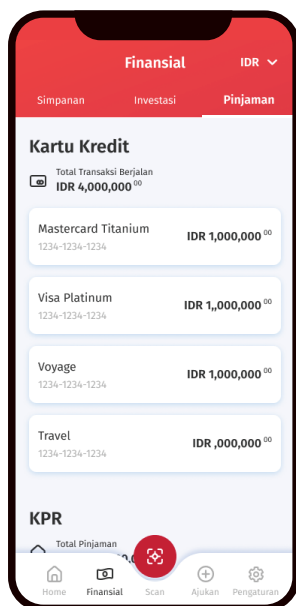 Finansial IDR
Simpanan Investasi Pinjaman
Kartu Kredit
Total Transaksi Berjalan
IDR 4,000,000 00
Mastercard Titanium
1234-1234-1234
IDR 1,000,000 00
Visa Platinum
1234-1234-1234
IDR 1,,000,000 00
Voyage
1234-1234-1234
IDR 1,000,000 00
Travel
1234-1234-1234
IDR ,000,000 00
KPR
Total Pinjaman
Home Finansial Scan Ajukan Pengaturan